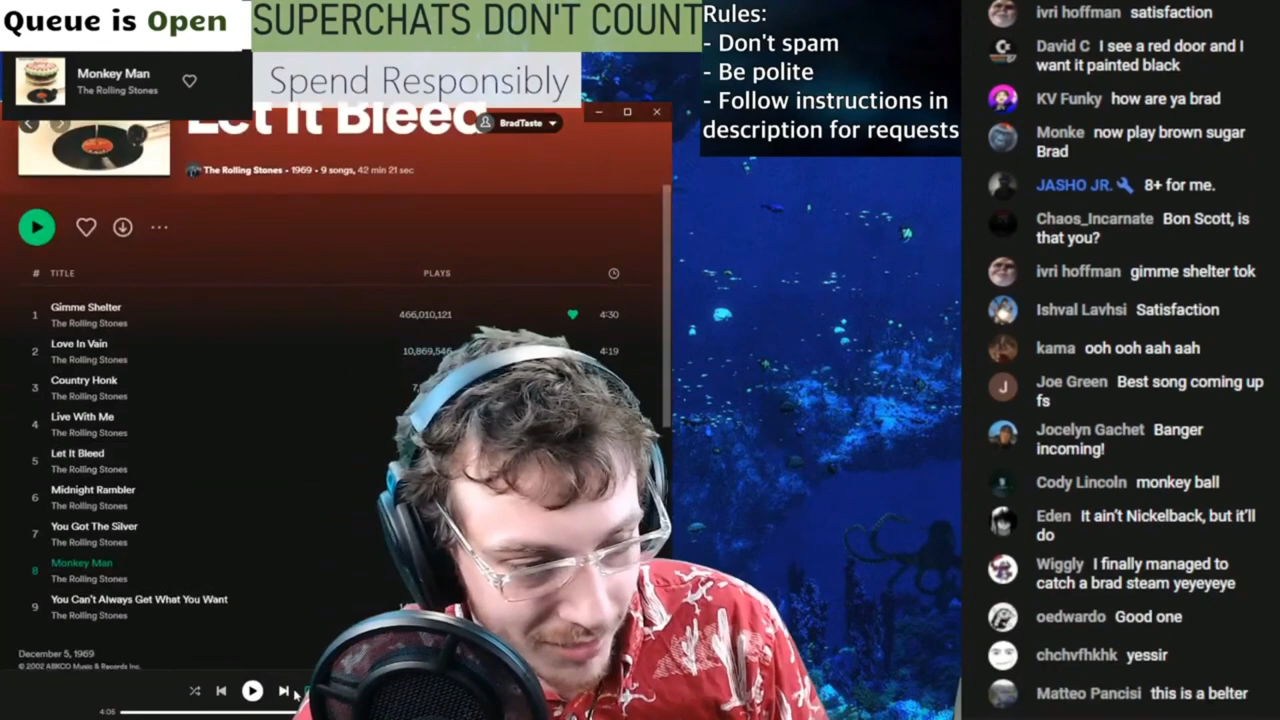 Queue is Open
SUPERCHATS DON'T COUNT
Spend Responsibly
Monkey Man
The Rolling Stones
Rules:
- Don't spam
- Be polite
- Follow instructions in
description for requests
Let It Bleed
BradTaste
The Rolling Stones • 1969 • 9 songs, 42 min 21 sec
# TITLE PLAYS
1 Gimme Shelter 466,010,121 4:30
The Rolling Stones
2 Love In Vain 10,869,546 4:19
The Rolling Stones
3 Country Honk
The Rolling Stones
4 Live With Me
The Rolling Stones
5 Let It Bleed
The Rolling Stones
6 Midnight Rambler
The Rolling Stones
7 You Got The Silver
The Rolling Stones
8 Monkey Man
The Rolling Stones
9 You Can't Always Get What You Want
The Rolling Stones
December 5, 1969
© 2002 ABKCO Music & Records Inc.
4:05
ivri hoffman satisfaction
David C I see a red door and I
want it painted black
KV Funky how are ya brad
Monke now play brown sugar
Brad
JASHO JR. 8+ for me.
Chaos_Incarnate Bon Scott, is
that you?
ivri hoffman gimme shelter tok
Ishval Lavhsi Satisfaction
kama ooh ooh aah aah
J Joe Green Best song coming up
fs
Jocelyn Gachet Banger
incoming!
Cody Lincoln monkey ball
Eden It ain't Nickelback, but it'll
do
Wiggly I finally managed to
catch a brad steam yeyeyeye
oedwardo Good one
chchvfhkhk yessir
Matteo Pancisi this is a belter